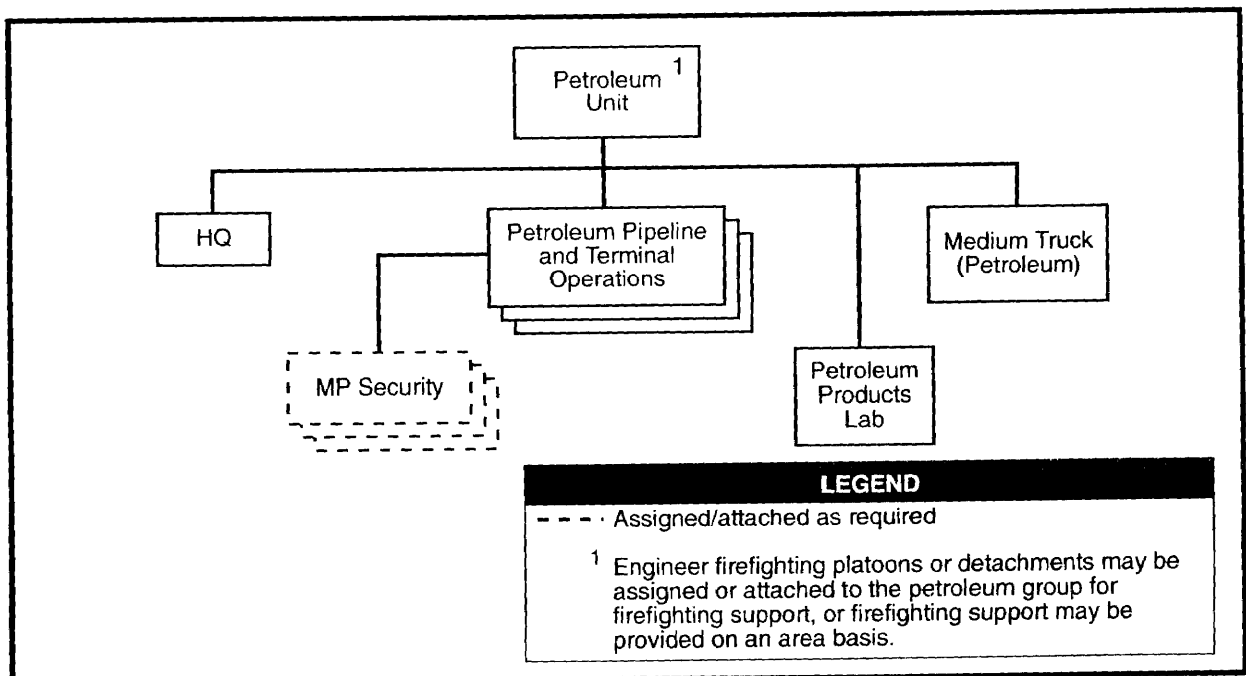 Petroleum 1
Unit
HQ
Petroleum Pipeline
and Terminal
Operations
Medium Truck
(Petroleum)
MP Security
Petroleum
Products
Lab
LEGEND
Assigned/attached as required
1 Engineer firefighting platoons or detachments may be
assigned or attached to the petroleum group for
firefighting support, or firefighting support may be
provided on an area basis.